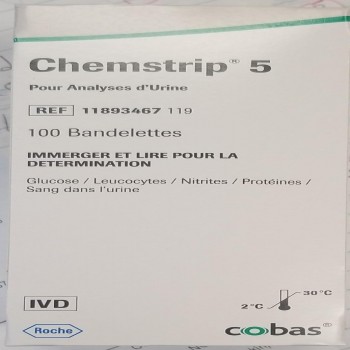 Chemstrip® 5
Pour Analyses d'Urine
REF 11893467 119
100 Bandelettes
IMMERGER ET LIRE POUR LA
DETERMINATION
Glucose / Leucocytes / Nitrites / Protéines /
Sang dans l'urine
30°C
IVD 2°C
Roche cobas®